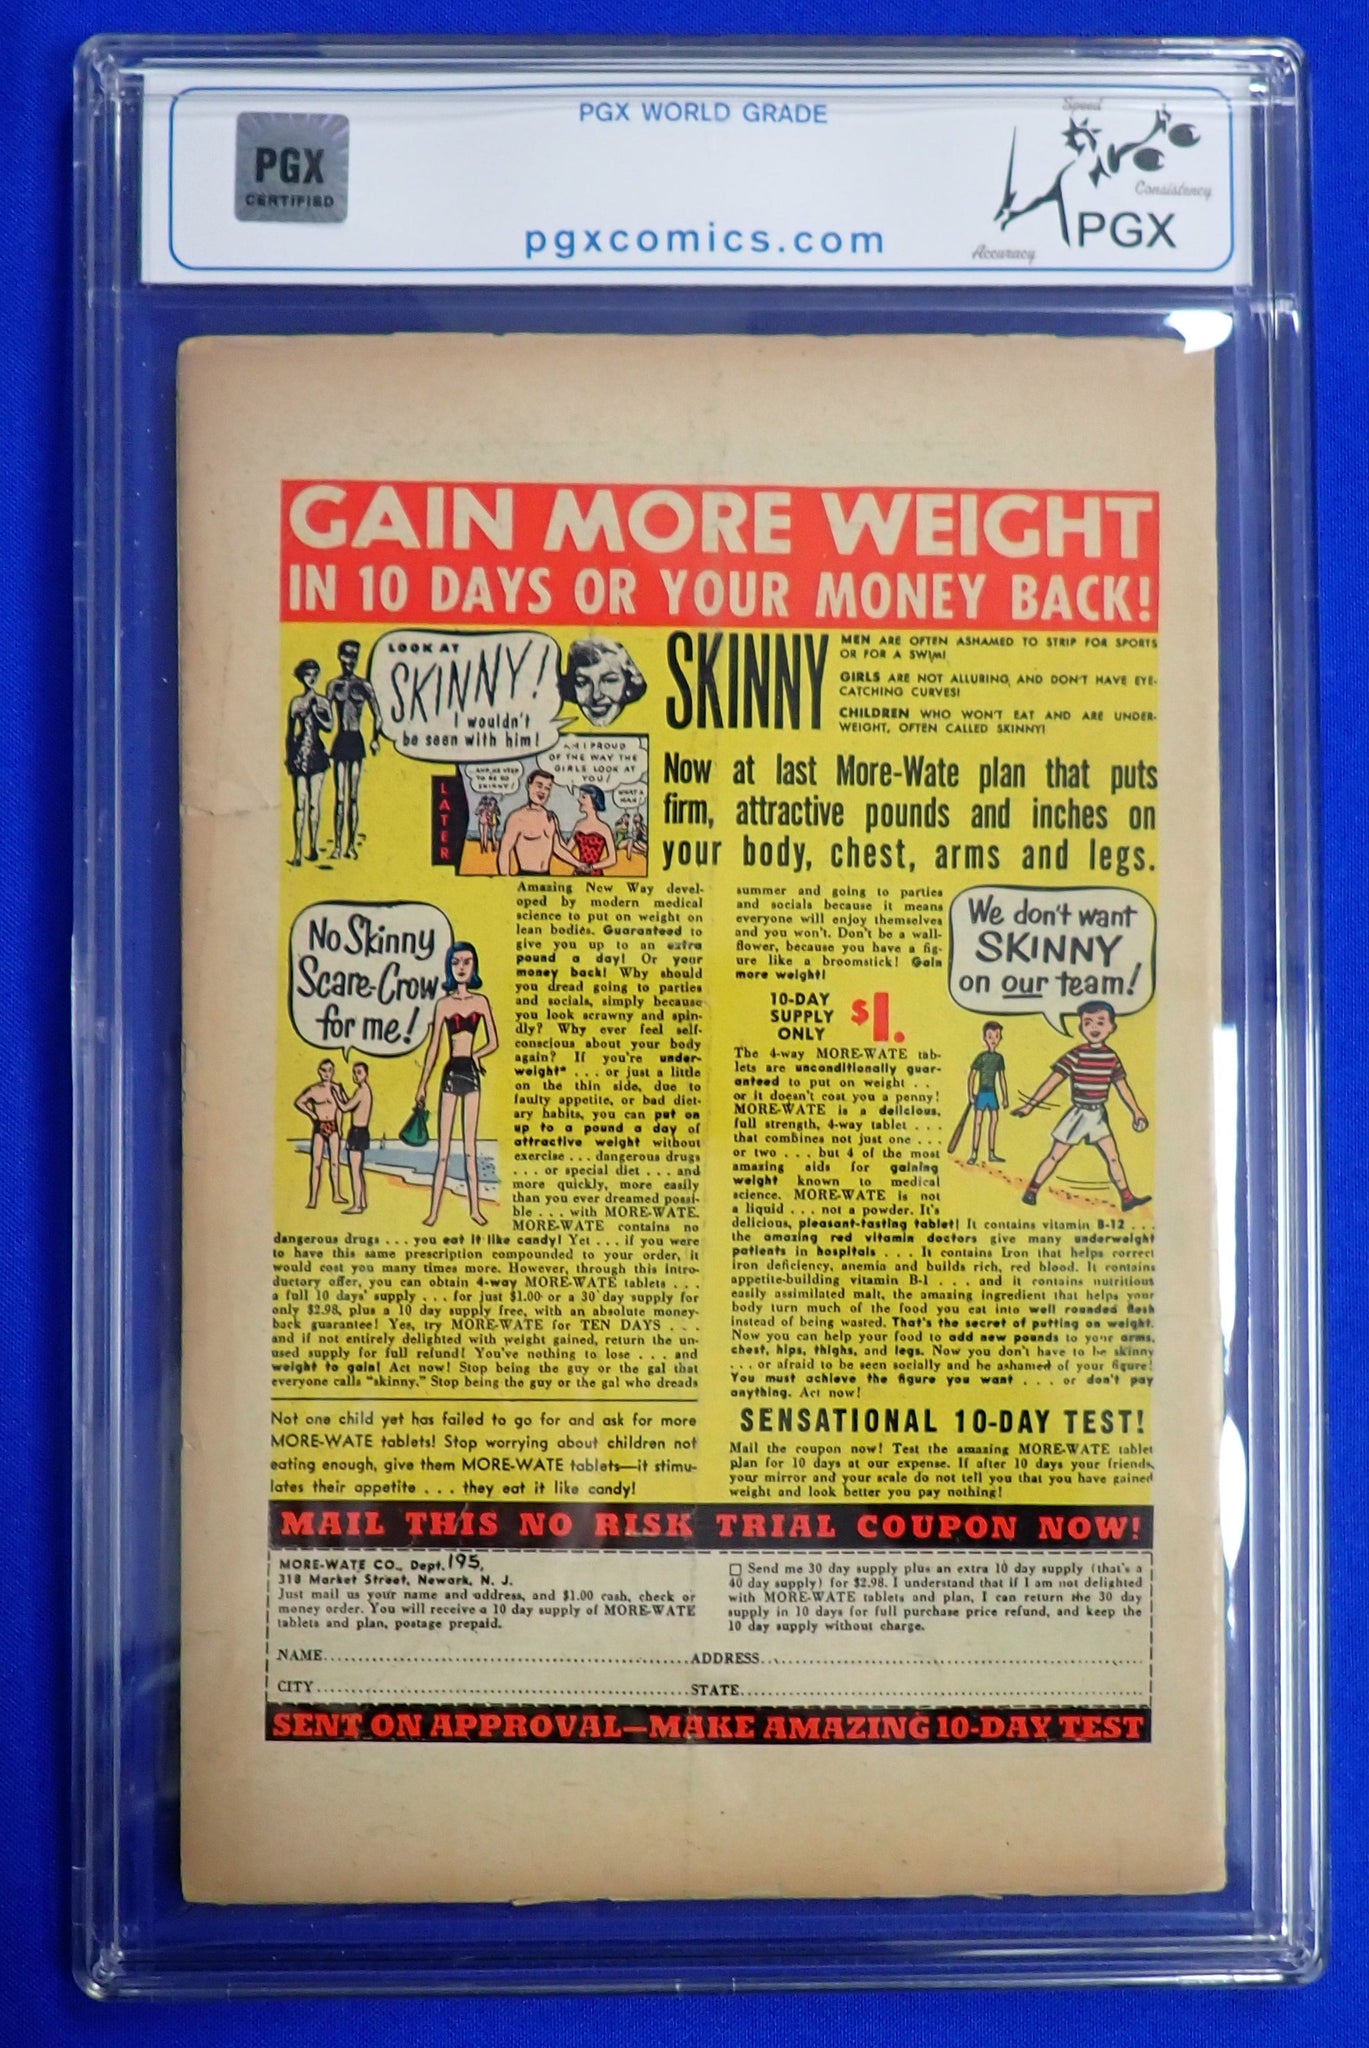 PGX WORLD GRADE
PGX
CERTIFIED
pgxcomics.com
Speed
Consistency
Accuracy
PGX
GAIN MORE WEIGHT
IN 10 DAYS OR YOUR MONEY BACK!
LOOK AT
SKINNY!
I wouldn't
be seen with him!
LATER
AND HE USED
TO BE SO
SKINNY!
AM I PROUD
OF THE WAY THE
GIRLS LOOK AT
YOU!
WHAT A
MAN!
SKINNY
MEN ARE OFTEN ASHAMED TO STRIP FOR SPORTS
OR FOR A SWIM!
GIRLS ARE NOT ALLURING, AND DON'T HAVE EYE-
CATCHING CURVES!
CHILDREN WHO WON'T EAT AND ARE UNDER-
WEIGHT, OFTEN CALLED SKINNY!
Now at last More-Wate plan that puts
firm, attractive pounds and inches on
your body, chest, arms and legs.
No Skinny
Scare-Crow
for me!
Amazing New Way devel-
oped by modern medical
science to put on weight on
lean bodies. Guaranteed to
give you up to an extra
pound a day! Or your
money back! Why should
you dread going to parties
and socials, simply because
you look scrawny and spin-
dly? Why ever feel self-
conscious about your body
again? If you're under-
weight* . . . or just a little
on the thin side, due to
faulty appetite, or bad diet-
ary habits, you can put on
up to a pound a day of
attractive weight without
exercise . . . dangerous drugs
. . . or special diet . . . and
more quickly, more easily
than you ever dreamed possi-
ble . . . with MORE-WATE.
MORE-WATE contains no
dangerous drugs . . . you eat it like candy! Yet . . . if you were
to have this same prescription compounded to your order, it
would cost you many times more. However, through this intro-
ductory offer, you can obtain 4-way MORE-WATE tablets . . .
a full 10 days' supply . . . for just $1.00 or a 30 day supply for
only $2.98, plus a 10 day supply free, with an absolute money-
back guarantee! Yes, try MORE-WATE for TEN DAYS . . .
and if not entirely delighted with weight gained, return the un-
used supply for full refund! You've nothing to lose . . . and
weight to gain! Act now! Stop being the guy or the gal that
everyone calls "skinny." Stop being the guy or the gal who dreads
summer and going to parties
and socials because it means
everyone will enjoy themselves
and you won't. Don't be a wall-
flower, because you have a fig-
ure like a broomstick! Gain
more weight!
We don't want
SKINNY
on our team!
10-DAY
SUPPLY
ONLY
$1.
The 4-way MORE-WATE tab-
lets are unconditionally guar-
anteed to put on weight . .
or it doesn't cost you a penny!
MORE-WATE is a delicious,
full strength, 4-way tablet . . .
that combines not just one . . .
or two . . . but 4 of the most
amazing aids for gaining
weight known to medical
science. MORE-WATE is not
a liquid . . . not a powder. It's
delicious, pleasant-tasting tablet! It contains vitamin B-12 . . .
the amazing red vitamin doctors give many underweight
patients in hospitals . . . It contains Iron that helps correct
iron deficiency, anemia and builds rich, red blood. It contains
appetite-building vitamin B-1 . . . and it contains nutritious
easily assimilated malt, the amazing ingredient that helps your
body turn much of the food you eat into well rounded flesh
instead of being wasted. That's the secret of putting on weight.
Now you can help your food to add new pounds to your arms,
chest, hips, thighs, and legs. Now you don't have to be skinny
. . . or afraid to be seen socially and be ashamed of your figure!
You must achieve the figure you want . . . or don't pay
anything. Act now!
Not one child yet has failed to go for and ask for more
MORE-WATE tablets! Stop worrying about children not
eating enough, give them MORE-WATE tablets—it stimu-
lates their appetite . . . they eat it like candy!
SENSATIONAL 10-DAY TEST!
Mail the coupon now! Test the amazing MORE-WATE tablet
plan for 10 days at our expense. If after 10 days your friends,
your mirror and your scale do not tell you that you have gained
weight and look better you pay nothing!
MAIL THIS NO RISK TRIAL COUPON NOW!
MORE-WATE CO., Dept. 195,
318 Market Street, Newark, N. J.
Just mail us your name and address, and $1.00 cash, check or
money order. You will receive a 10 day supply of MORE-WATE
tablets and plan, postage prepaid.
Send me 30 day supply plus an extra 10 day supply (that's a
40 day supply) for $2.98. I understand that if I am not delighted
with MORE-WATE tablets and plan, I can return the 30 day
supply in 10 days for full purchase price refund, and keep the
10 day supply without charge.
NAME..........ADDRESS..........
CITY..........STATE..........
SENT ON APPROVAL—MAKE AMAZING 10-DAY TEST